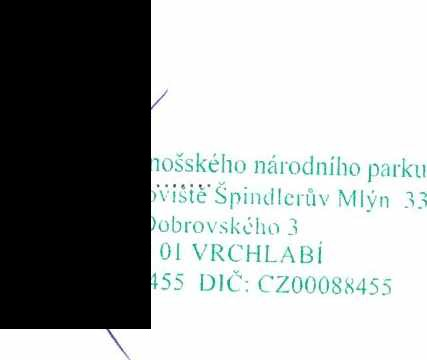 nošského národního parku
oviště Špindlerův Mlýn 33
Dobrovského 3
01 VRCHLABÍ
455 DIČ: CZ00088455